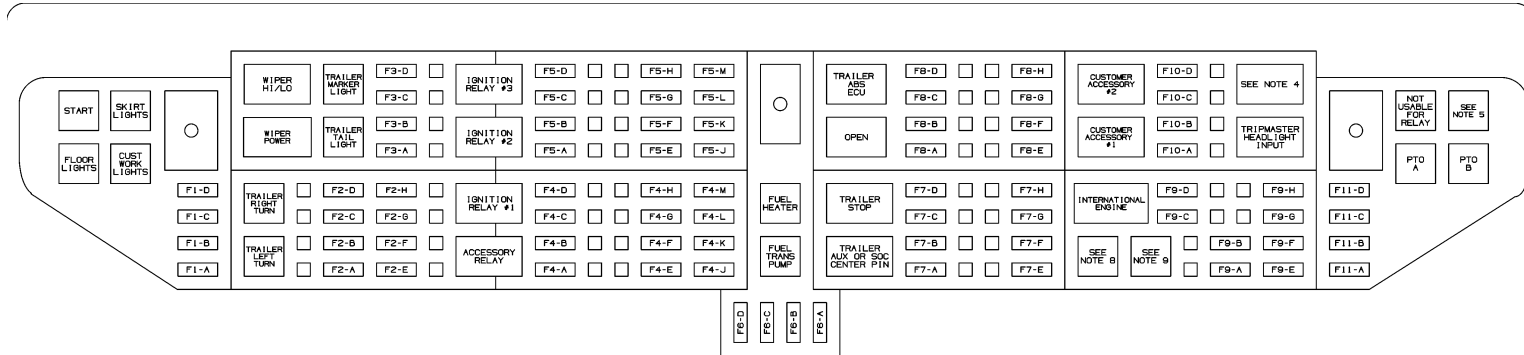 START
SKIRT
LIGHTS
FLOOR
LIGHTS
CUST
WORK
LIGHTS
F1-D
F1-C
F1-B
F1-A
WIPER
HI/LO
TRAILER
MARKER
LIGHT
WIPER
POWER
TRAILER
TAIL
LIGHT
F3-D
F3-C
F3-B
F3-A
IGNITION
RELAY #3
IGNITION
RELAY #2
F5-D
F5-C
F5-B
F5-A
F5-H
F5-G
F5-F
F5-E
F5-M
F5-L
F5-K
F5-J
TRAILER
RIGHT
TURN
TRAILER
LEFT
TURN
F2-D
F2-C
F2-B
F2-A
F2-H
F2-G
F2-F
F2-E
IGNITION
RELAY #1
ACCESSORY
RELAY
F4-D
F4-C
F4-B
F4-A
F4-H
F4-G
F4-F
F4-E
F4-M
F4-L
F4-K
F4-J
FUEL
HEATER
FUEL
TRANS
PUMP
F6-D
F6-C
F6-B
F6-A
TRAILER
ABS
ECU
OPEN
F8-D
F8-C
F8-B
F8-A
F8-H
F8-G
F8-F
F8-E
TRAILER
STOP
TRAILER
AUX OR SOC
CENTER PIN
F7-D
F7-C
F7-B
F7-A
F7-H
F7-G
F7-F
F7-E
CUSTOMER
ACCESSORY
#2
CUSTOMER
ACCESSORY
#1
F10-D
F10-C
F10-B
F10-A
SEE NOTE 4
TRIPMASTER
HEADLIGHT
INPUT
INTERNATIONAL
ENGINE
SEE
NOTE 8
SEE
NOTE 9
F9-D
F9-C
F9-B
F9-A
F9-H
F9-G
F9-F
F9-E
NOT
USABLE
FOR
RELAY
SEE
NOTE 5
PTO
A
PTO
B
F11-D
F11-C
F11-B
F11-A